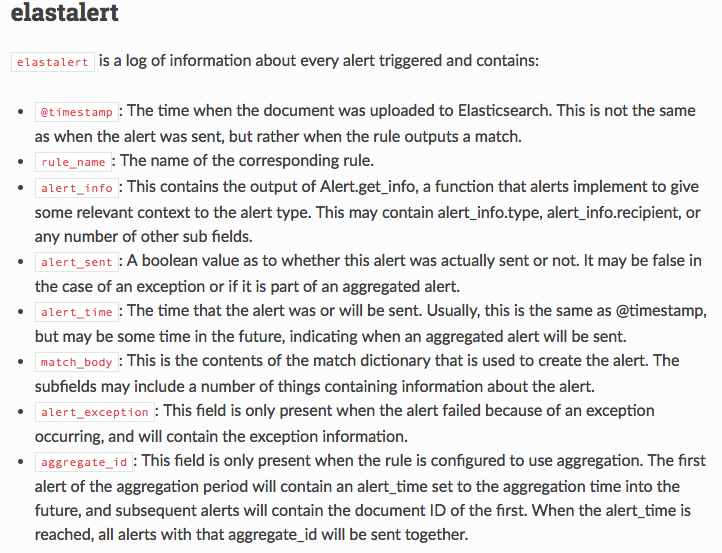 elastalert
elastalert is a log of information about every alert triggered and contains:
• @timestamp: The time when the document was uploaded to Elasticsearch. This is not the same
as when the alert was sent, but rather when the rule outputs a match.
• rule_name: The name of the corresponding rule.
• alert_info: This contains the output of Alert.get_info, a function that alerts implement to give
some relevant context to the alert type. This may contain alert_info.type, alert_info.recipient, or
any number of other sub fields.
• alert_sent: A boolean value as to whether this alert was actually sent or not. It may be false in
the case of an exception or if it is part of an aggregated alert.
• alert_time: The time that the alert was or will be sent. Usually, this is the same as @timestamp,
but may be some time in the future, indicating when an aggregated alert will be sent.
• match_body: This is the contents of the match dictionary that is used to create the alert. The
subfields may include a number of things containing information about the alert.
• alert_exception: This field is only present when the alert failed because of an exception
occurring, and will contain the exception information.
• aggregate_id: This field is only present when the rule is configured to use aggregation. The first
alert of the aggregation period will contain an alert_time set to the aggregation time into the
future, and subsequent alerts will contain the document ID of the first. When the alert_time is
reached, all alerts with that aggregate_id will be sent together.